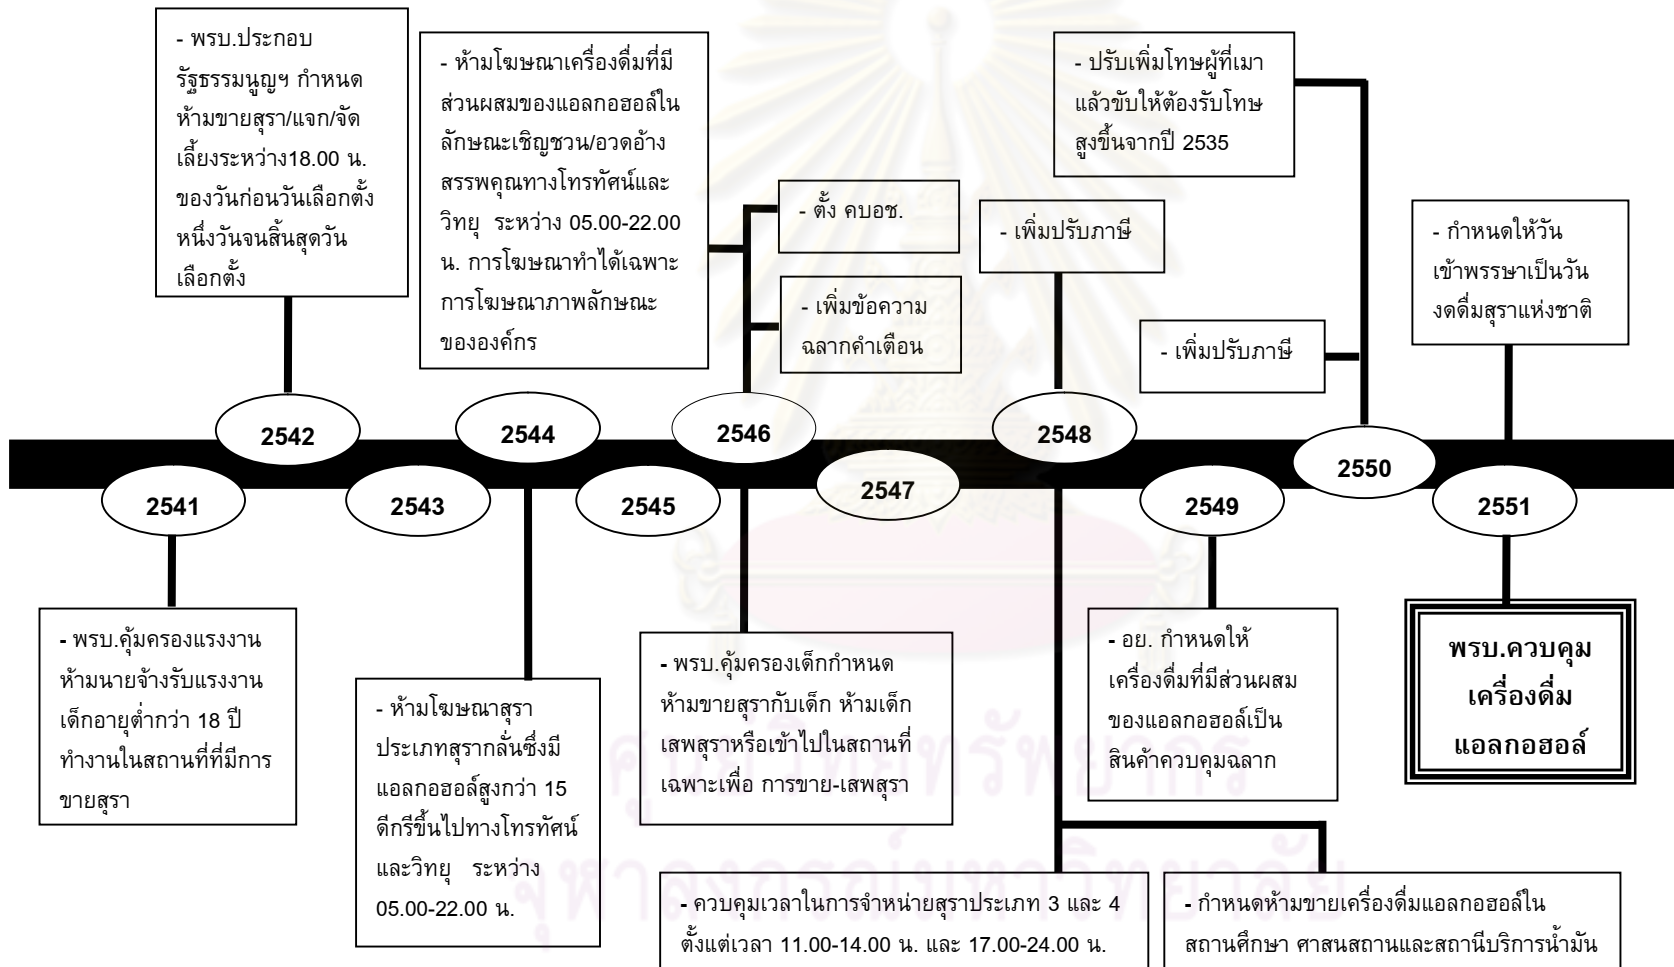 - พรบ.ประกอบ
รัฐธรรมนูญฯ กำหนด
ห้ามขายสุรา/แจก/จัด
เลี้ยงระหว่าง18.00 น.
ของวันก่อนวันเลือกตั้ง
หนึ่งวันจนสิ้นสุดวัน
เลือกตั้ง
- ห้ามโฆษณาเครื่องดื่มที่มี
ส่วนผสมของแอลกอฮอล์ใน
ลักษณะเชิญชวน/อวดอ้าง
สรรพคุณทางโทรทัศน์และ
วิทยุ ระหว่าง 05.00-22.00
น. การโฆษณาทำได้เฉพาะ
การโฆษณาภาพลักษณะ
ขององค์กร
- ตั้ง คบอช.
- เพิ่มข้อความ
ฉลากคำเตือน
- เพิ่มปรับภาษี
- ปรับเพิ่มโทษผู้ที่เมา
แล้วขับให้ต้องรับโทษ
สูงขึ้นจากปี 2535
- เพิ่มปรับภาษี
- กำหนดให้วัน
เข้าพรรษาเป็นวัน
งดดื่มสุราแห่งชาติ
2541
2542
2543
2544
2545
2546
2547
2548
2549
2550
2551
- พรบ.คุ้มครองแรงงาน
ห้ามนายจ้างรับแรงงาน
เด็กอายุต่ำกว่า 18 ปี
ทำงานในสถานที่ที่มีการ
ขายสุรา
- ห้ามโฆษณาสุรา
ประเภทสุรากลั่นซึ่งมี
แอลกอฮอล์สูงกว่า 15
ดีกรีขึ้นไปทางโทรทัศน์
และวิทยุ ระหว่าง
05.00-22.00 น.
- พรบ.คุ้มครองเด็กกำหนด
ห้ามขายสุรากับเด็ก ห้ามเด็ก
เสพสุราหรือเข้าไปในสถานที่
เฉพาะเพื่อ การขาย-เสพสุรา
- ควบคุมเวลาในการจำหน่ายสุราประเภท 3 และ 4
ตั้งแต่เวลา 11.00-14.00 น. และ 17.00-24.00 น.
- กำหนดห้ามขายเครื่องดื่มแอลกอฮอล์ใน
สถานศึกษา ศาสนสถานและสถานีบริการน้ำมัน
- อย. กำหนดให้
เครื่องดื่มที่มีส่วนผสม
ของแอลกอฮอล์เป็น
สินค้าควบคุมฉลาก
พรบ.ควบคุม
เครื่องดื่ม
แอลกอฮอล์
ศูนย์วิทยทรัพยากร
จุฬาลงกรณ์มหาวิทยาลัย